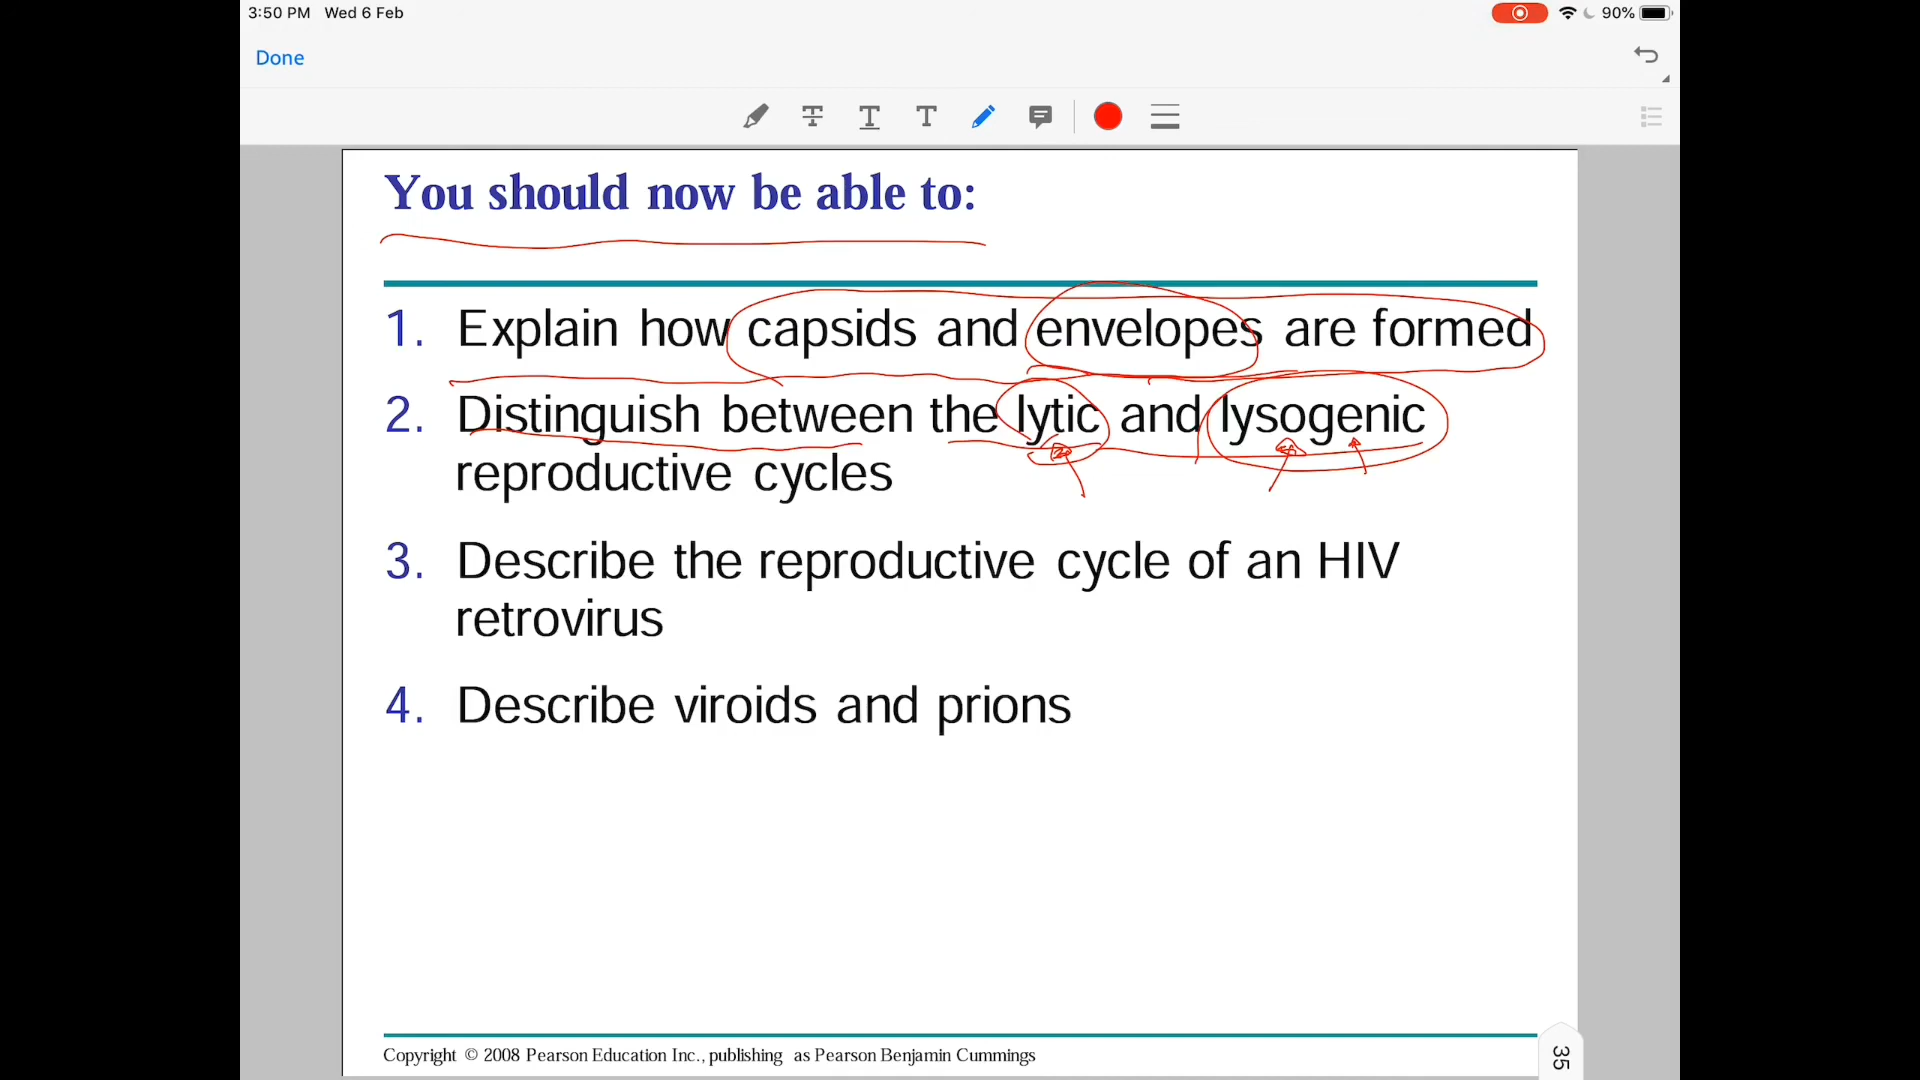 3:50 PM Wed 6 Feb 90%
Done
You should now be able to:
1. Explain how capsids and envelopes are formed
2. Distinguish between the lytic and lysogenic
reproductive cycles
3. Describe the reproductive cycle of an HIV
retrovirus
4. Describe viroids and prions
Copyright © 2008 Pearson Education Inc., publishing as Pearson Benjamin Cummings
35